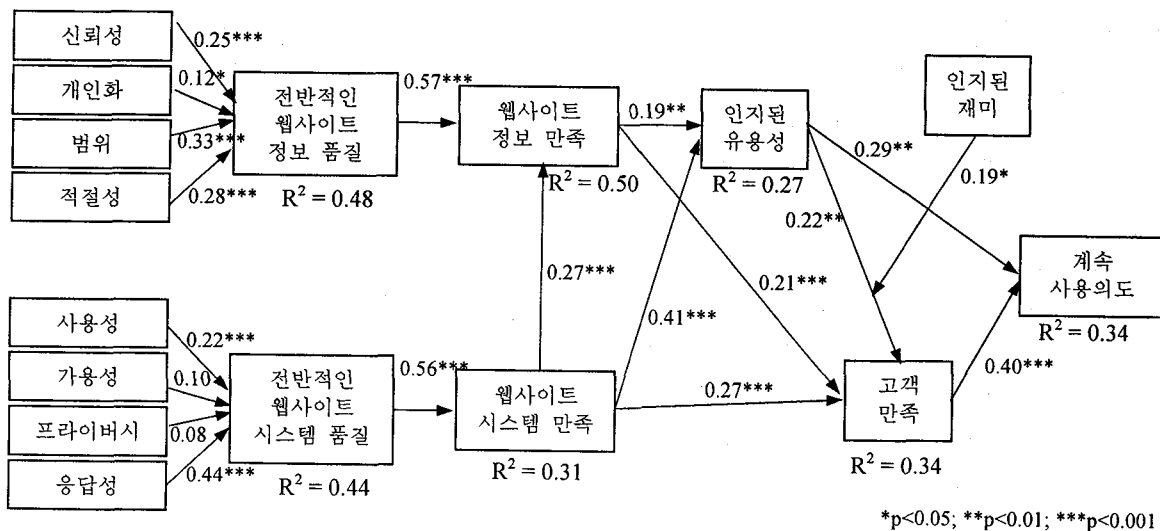 신뢰성
개인화
범위
적절성
0.25***
0.12*
0.33***
0.28***
전반적인
웹사이트
정보 품질
R² = 0.48
0.57***
웹사이트
정보 만족
R² = 0.50
0.19**
인지된
유용성
R² = 0.27
인지된
재미
0.29**
0.19*
0.22**
0.27***
0.21***
0.41***
계속
사용의도
R² = 0.34
사용성
가용성
프라이버시
응답성
0.22***
0.10
0.08
0.44***
전반적인
웹사이트
시스템 품질
R² = 0.44
0.56***
웹사이트
시스템 만족
R² = 0.31
0.27***
고객
만족
R² = 0.34
0.40***
*p<0.05; **p<0.01; ***p<0.001